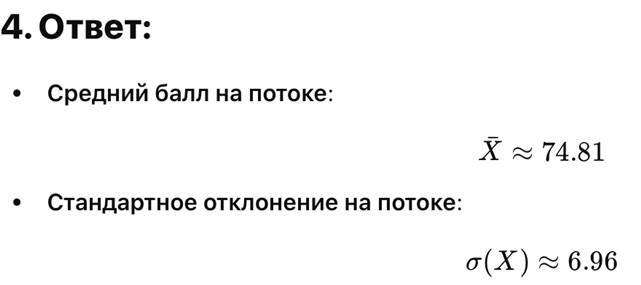 4. Ответ:
• Средний балл на потоке:
X̄ ≈ 74.81
• Стандартное отклонение на потоке:
σ(X) ≈ 6.96